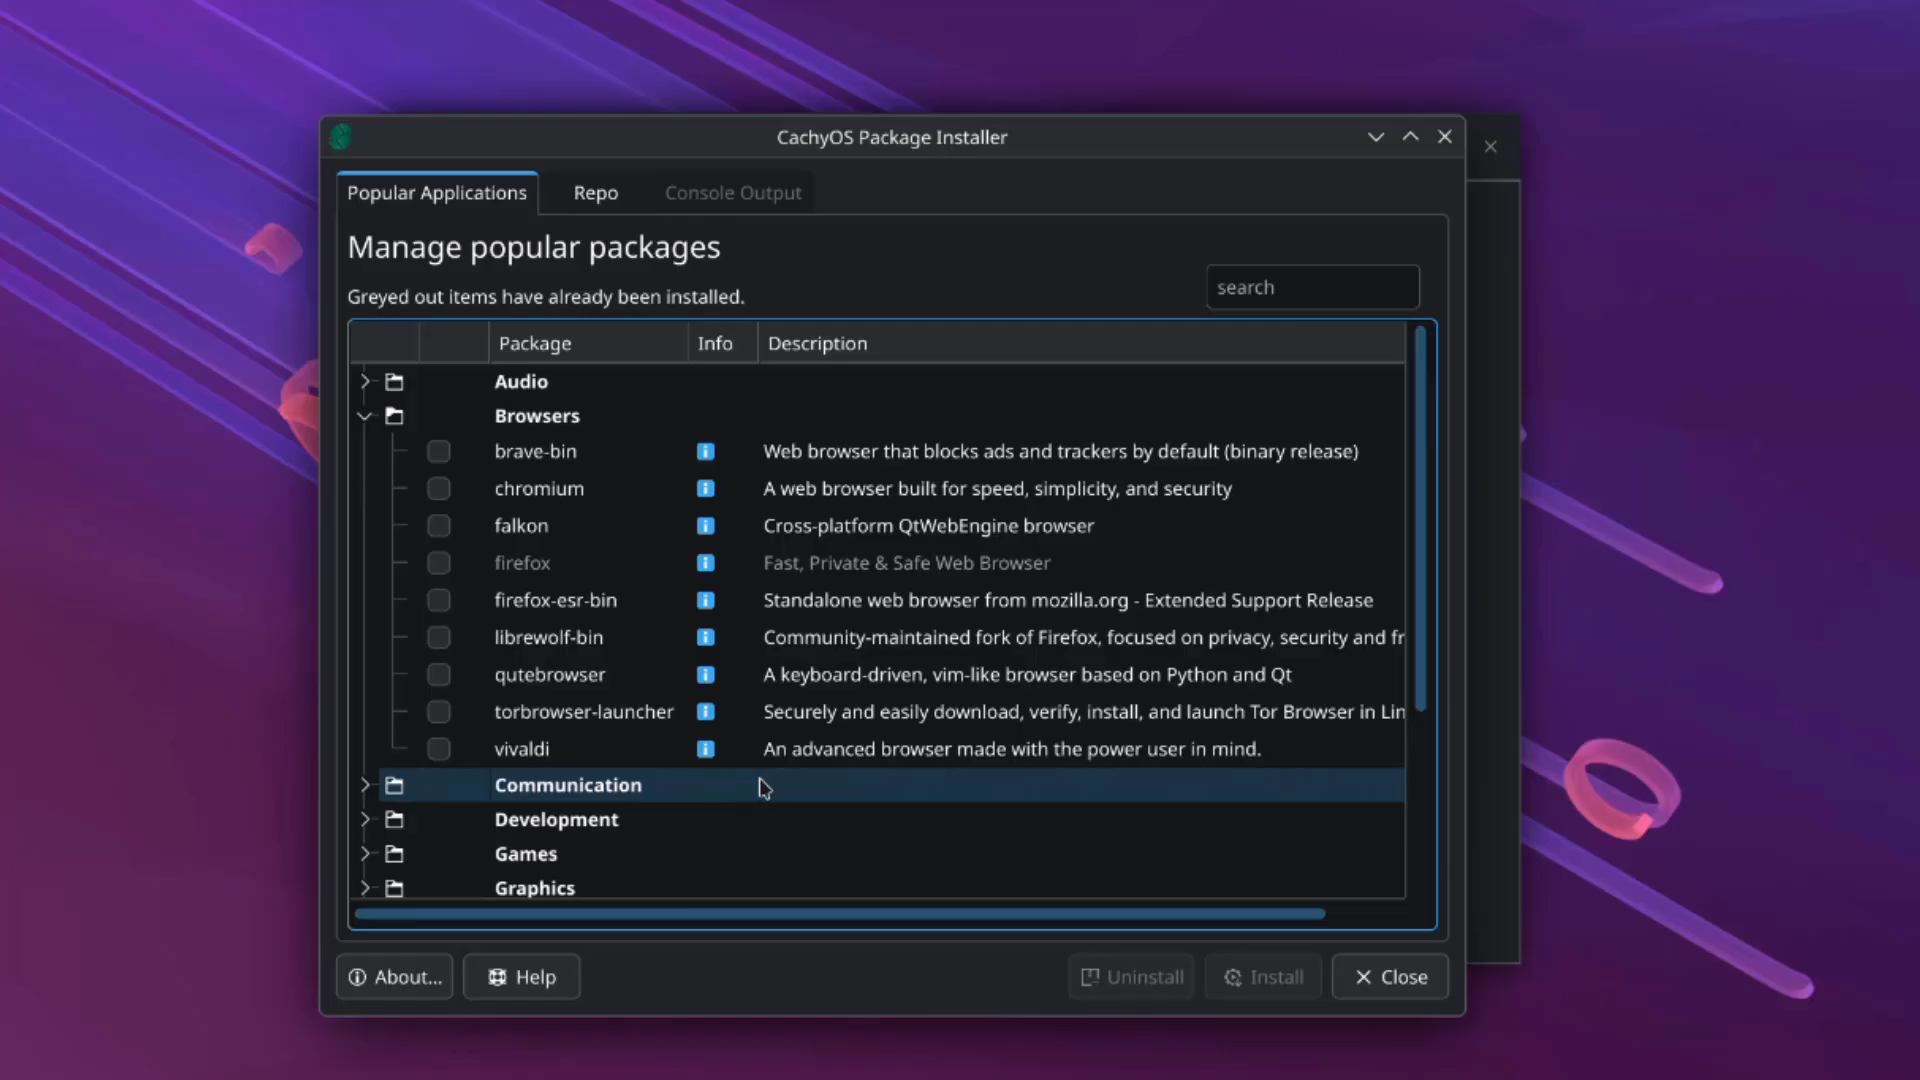 CachyOS Package Installer
Popular Applications Repo Console Output
Manage popular packages
Greyed out items have already been installed.
search
Package Info Description
Audio
Browsers
brave-bin Web browser that blocks ads and trackers by default (binary release)
chromium A web browser built for speed, simplicity, and security
falkon Cross-platform QtWebEngine browser
firefox Fast, Private & Safe Web Browser
firefox-esr-bin Standalone web browser from mozilla.org - Extended Support Release
librewolf-bin Community-maintained fork of Firefox, focused on privacy, security and fr
qutebrowser A keyboard-driven, vim-like browser based on Python and Qt
torbrowser-launcher Securely and easily download, verify, install, and launch Tor Browser in Lin
vivaldi An advanced browser made with the power user in mind.
Communication
Development
Games
Graphics
About... Help Uninstall Install Close